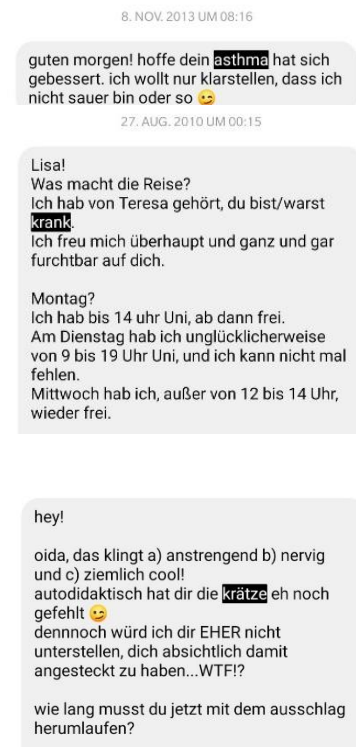 8. NOV. 2013 UM 08:16
guten morgen! hoffe dein asthma hat sich
gebessert. ich wollt nur klarstellen, dass ich
nicht sauer bin oder so 😉
27. AUG. 2010 UM 00:15
Lisa!
Was macht die Reise?
Ich hab von Teresa gehört, du bist/warst
krank.
Ich freu mich überhaupt und ganz und gar
furchtbar auf dich.
Montag?
Ich hab bis 14 uhr Uni, ab dann frei.
Am Dienstag hab ich unglücklicherweise
von 9 bis 19 Uhr Uni, und ich kann nicht mal
fehlen.
Mittwoch hab ich, außer von 12 bis 14 Uhr,
wieder frei.
hey!
oida, das klingt a) anstrengend b) nervig
und c) ziemlich cool!
autodidaktisch hat dir die krätze eh noch
gefehlt 😉
dennnoch würd ich dir EHER nicht
unterstellen, dich absichtlich damit
angesteckt zu haben...WTF!?
wie lang musst du jetzt mit dem ausschlag
herumlaufen?